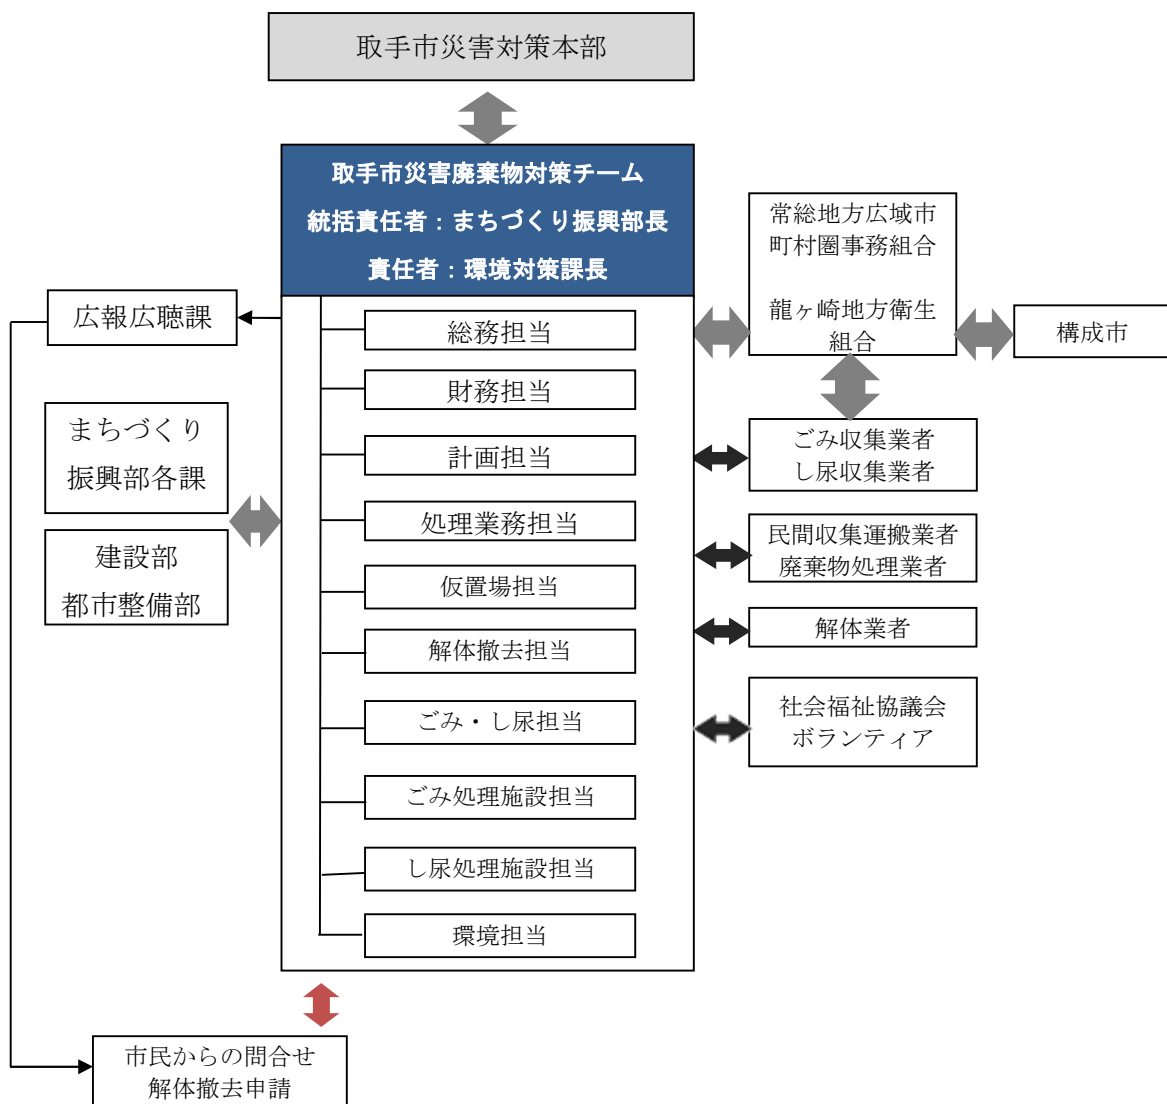 取手市災害対策本部
取手市災害廃棄物対策チーム
統括責任者：まちづくり振興部長
責任者：環境対策課長
広報広聴課
まちづくり
振興部各課
建設部
都市整備部
総務担当
財務担当
計画担当
処理業務担当
仮置場担当
解体撤去担当
ごみ・し尿担当
ごみ処理施設担当
し尿処理施設担当
環境担当
常総地方広域市
町村圏事務組合
龍ヶ崎地方衛生
組合
構成市
ごみ収集業者
し尿収集業者
民間収集運搬業者
廃棄物処理業者
解体業者
社会福祉協議会
ボランティア
市民からの問合せ
解体撤去申請